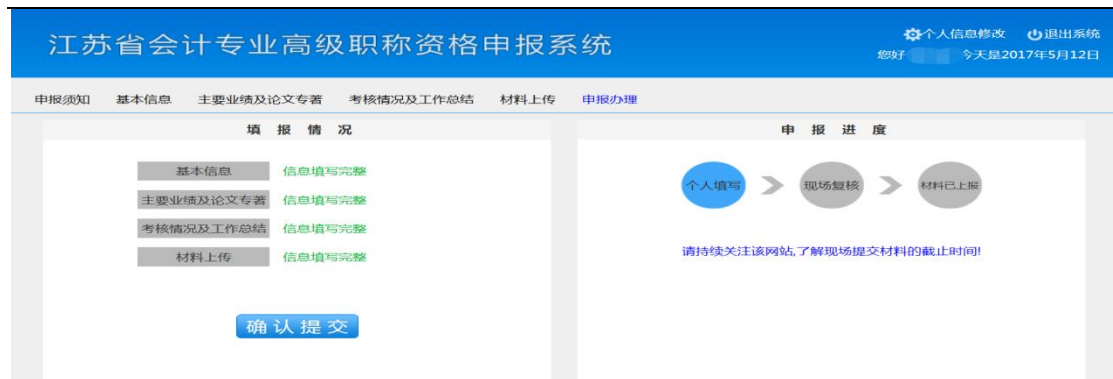 江苏省会计专业高级职称资格申报系统
个人信息修改 退出系统
您好 今天是2017年5月12日
申报须知 基本信息 主要业绩及论文专著 考核情况及工作总结 材料上传 申报办理
填报情况
基本信息 信息填写完整
主要业绩及论文专著 信息填写完整
考核情况及工作总结 信息填写完整
材料上传 信息填写完整
确认提交
申报进度
个人填写 现场复核 材料已上报
请持续关注该网站,了解现场提交材料的截止时间!